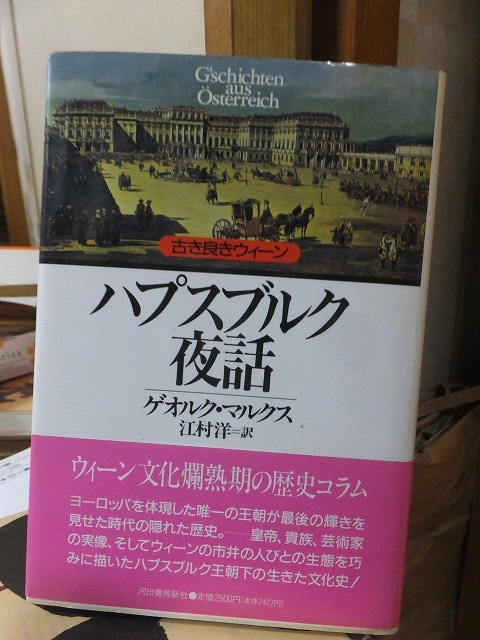 G'schichten
aus
Österreich
古き良きウィーン
ハプスブルク
夜話
ゲオルク・マルクス
江村洋=訳
ウィーン文化爛熟期の歴史コラム
ヨーロッパを体現した唯一の王朝が最後の輝きを
見せた時代の隠れた歴史。――皇帝、貴族、芸術家
の実像、そしてウィーンの市井の人びとの生態を巧
みに描いたハプスブルク王朝下の生きた文化史!
河出書房新社●定価2500円(本体2427円)